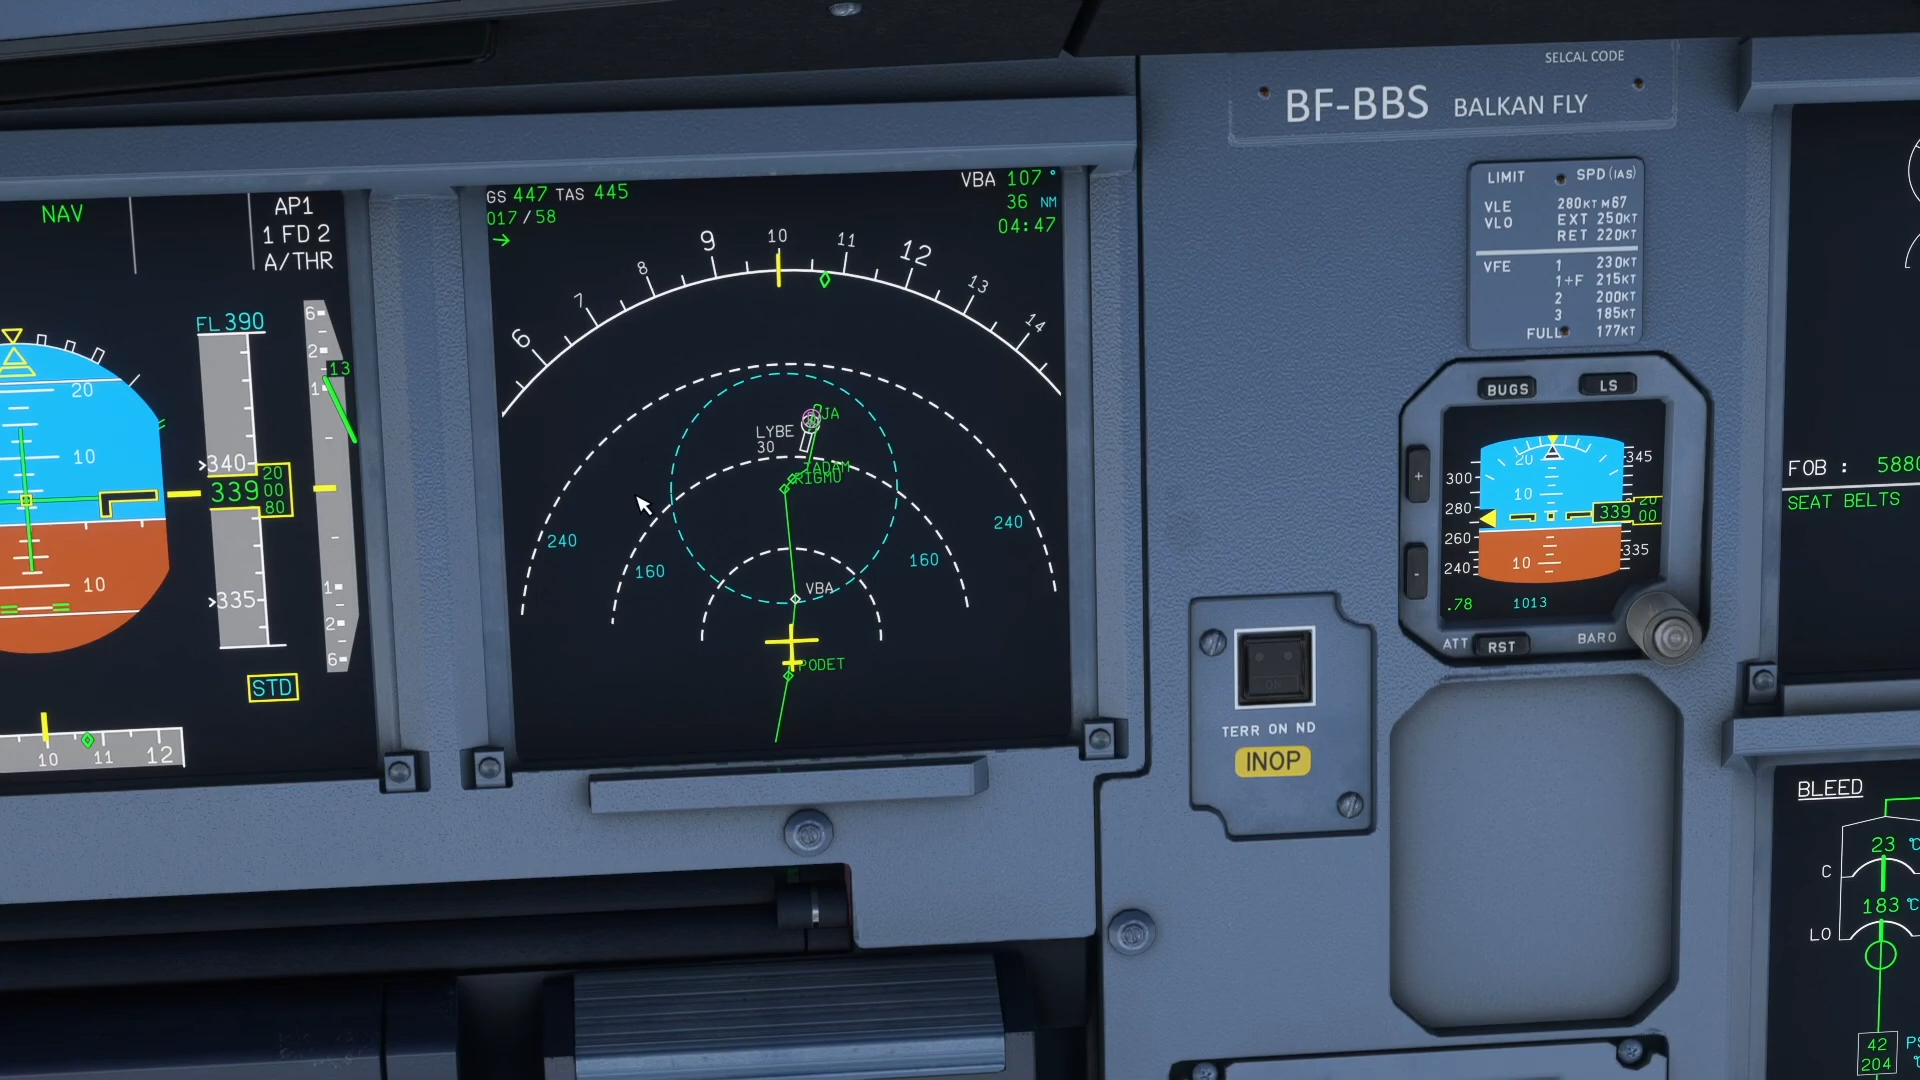 NAV
AP1
1 FD 2
A/THR
FL390
20
10
10
340
339
20
00
80
335
STD
6
2
1
13
1
2
6
10 11 12
GS 447 TAS 445
017/58
→
VBA 107°
36 NM
04:47
6 7 8 9 10 11 12 13 14
LYBE
30
JA
TADAM
RIGMO
240
160
160
240
VBA
PODET
SELCAL CODE
BF-BBS BALKAN FLY
LIMIT SPD (IAS)
VLE 280KT M67
VLO EXT 250KT
RET 220KT
VFE 1 230KT
1+F 215KT
2 200KT
3 185KT
FULL 177KT
BUGS LS
+
-
300
280
260
240
20
10
10
345
339
20
00
335
.78 1013
ATT RST BARO
TERR ON ND
INOP
FOB : 5880
SEAT BELTS
BLEED
23 °C
C
183 °C
LO
42
204